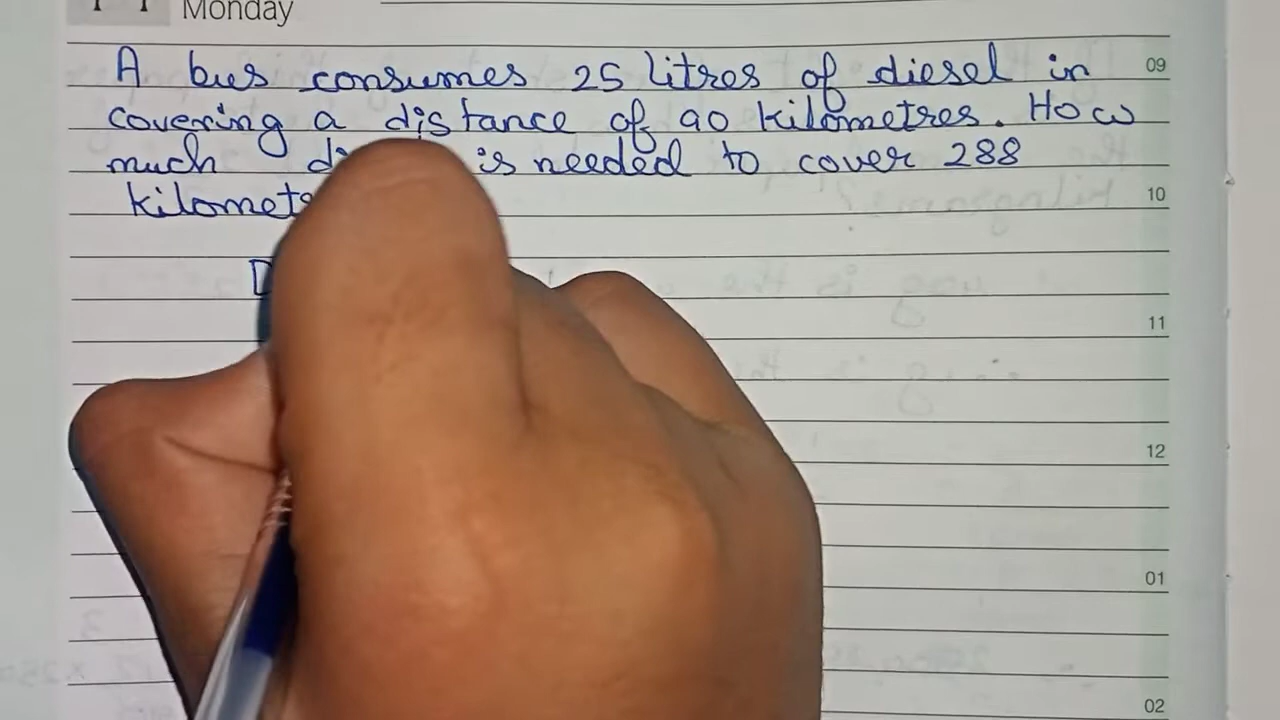 Monday
A bus consumes 25 litres of diesel in
covering a distance of 90 kilometres. How
much is needed to cover 288
09
10
11
12
01
02